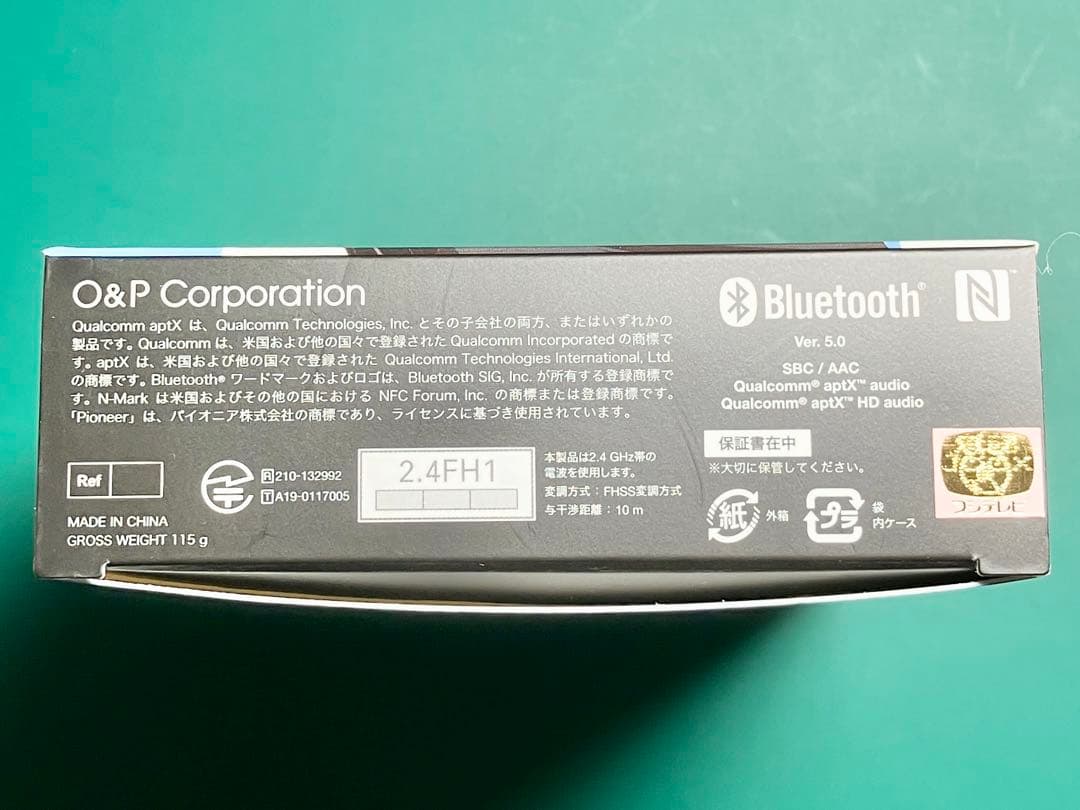 O&P Corporation
Qualcomm aptX は、Qualcomm Technologies, Inc. とその子会社の両方、またはいずれかの
製品です。Qualcomm は、米国および他の国々で登録された Qualcomm Incorporated の商標で
す。aptX は、米国および他の国々で登録された Qualcomm Technologies International, Ltd.
の商標です。Bluetooth® ワードマークおよびロゴは、Bluetooth SIG, Inc. が所有する登録商標で
す。N-Mark は米国およびその他の国における NFC Forum, Inc. の商標または登録商標です。
「Pioneer」は、パイオニア株式会社の商標であり、ライセンスに基づき使用されています。
Bluetooth®
N™
Ver. 5.0
SBC / AAC
Qualcomm® aptX™ audio
Qualcomm® aptX™ HD audio
保証書在中
※大切に保管してください。
Ref
MADE IN CHINA
GROSS WEIGHT 115 g
R 210-132992
T A19-0117005
2.4FH1
本製品は2.4 GHz帯の
電波を使用します。
変調方式：FHSS変調方式
与干渉距離：10 m
紙 外箱
プラ 袋
内ケース
フジテレビ